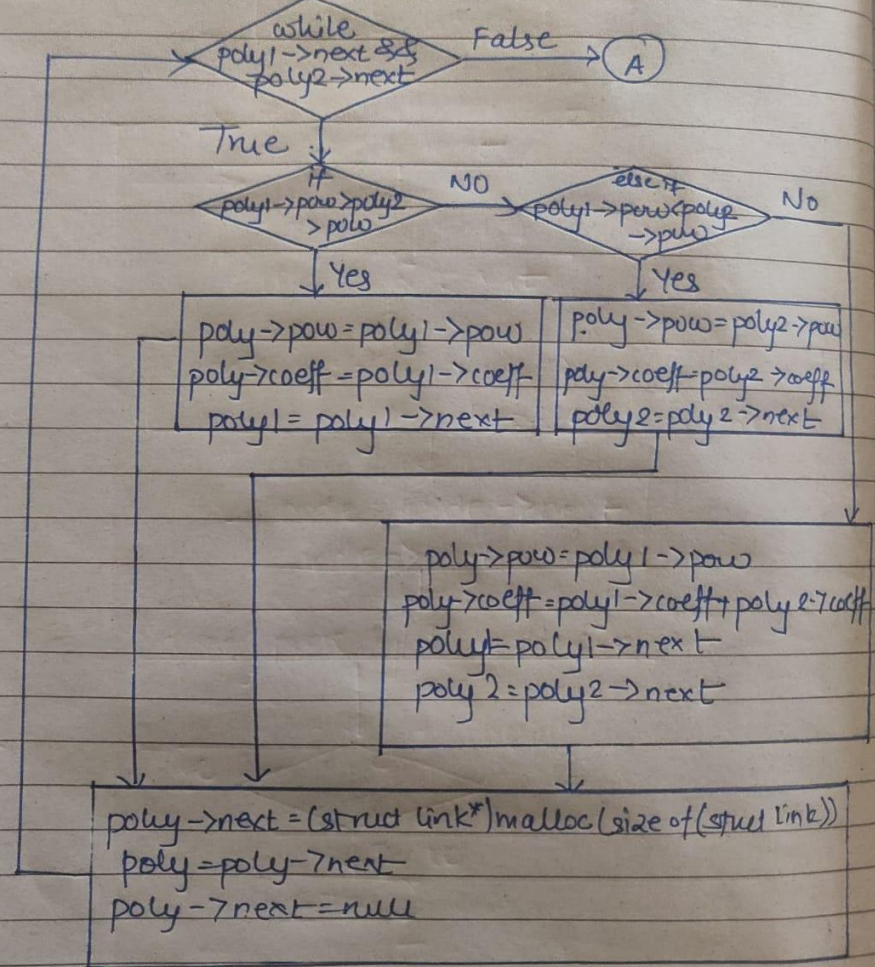 while
poly1->next &&
poly2->next
False
A
True
if
poly1->pow>poly2
>pow
NO
else if
poly1->pow<poly2
->pow
No
Yes
Yes
poly->pow=poly1->pow
poly->coeff=poly1->coeff
poly1=poly1->next
poly->pow=poly2->pow
poly->coeff=poly2->coeff
poly2=poly2->next
poly->pow=poly1->pow
poly->coeff=poly1->coeff+poly2->coeff
poly1=poly1->next
poly2=poly2->next
poly->next=(struct link*)malloc(size of(struct link))
poly=poly->next
poly->next=null